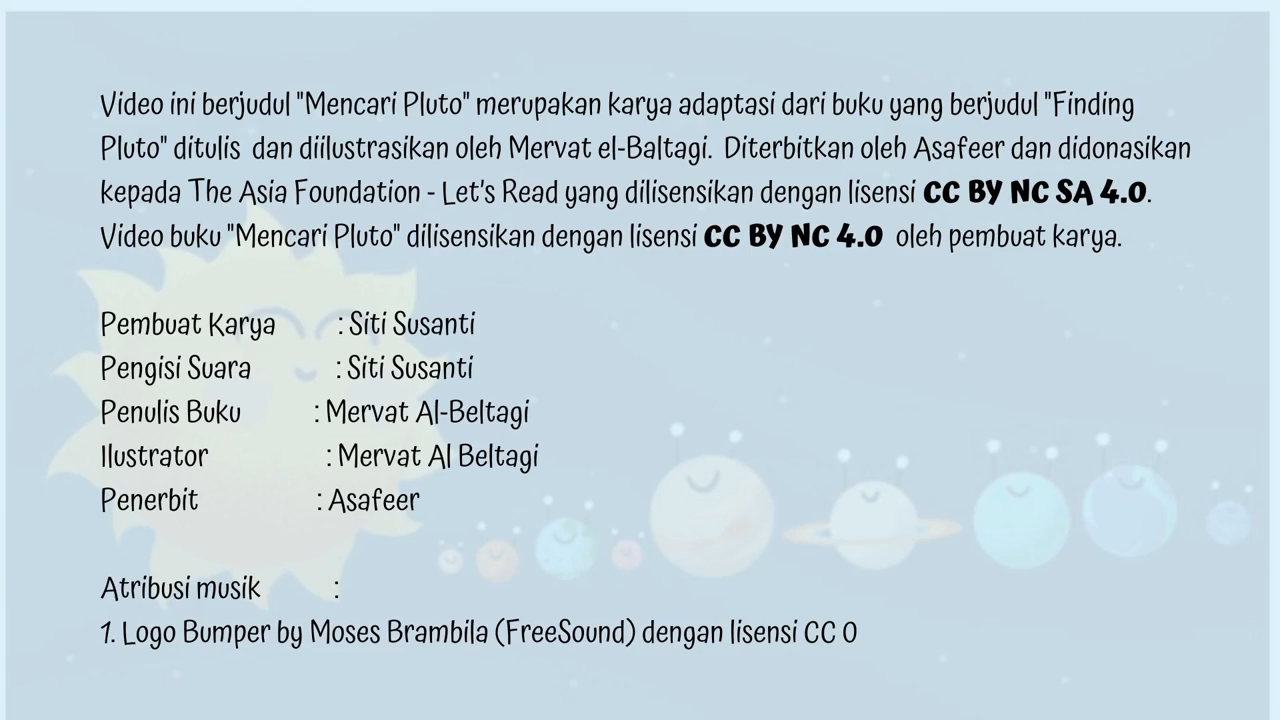 Video ini berjudul "Mencari Pluto" merupakan karya adaptasi dari buku yang berjudul "Finding
Pluto" ditulis dan diilustrasikan oleh Mervat el-Baltagi. Diterbitkan oleh Asafeer dan didonasikan
kepada The Asia Foundation - Let's Read yang dilisensikan dengan lisensi CC BY NC SA 4.0.
Video buku "Mencari Pluto" dilisensikan dengan lisensi CC BY NC 4.0 oleh pembuat karya.
Pembuat Karya : Siti Susanti
Pengisi Suara : Siti Susanti
Penulis Buku : Mervat Al-Beltagi
Ilustrator : Mervat Al Beltagi
Penerbit : Asafeer
Atribusi musik :
1. Logo Bumper by Moses Brambila (FreeSound) dengan lisensi CC 0